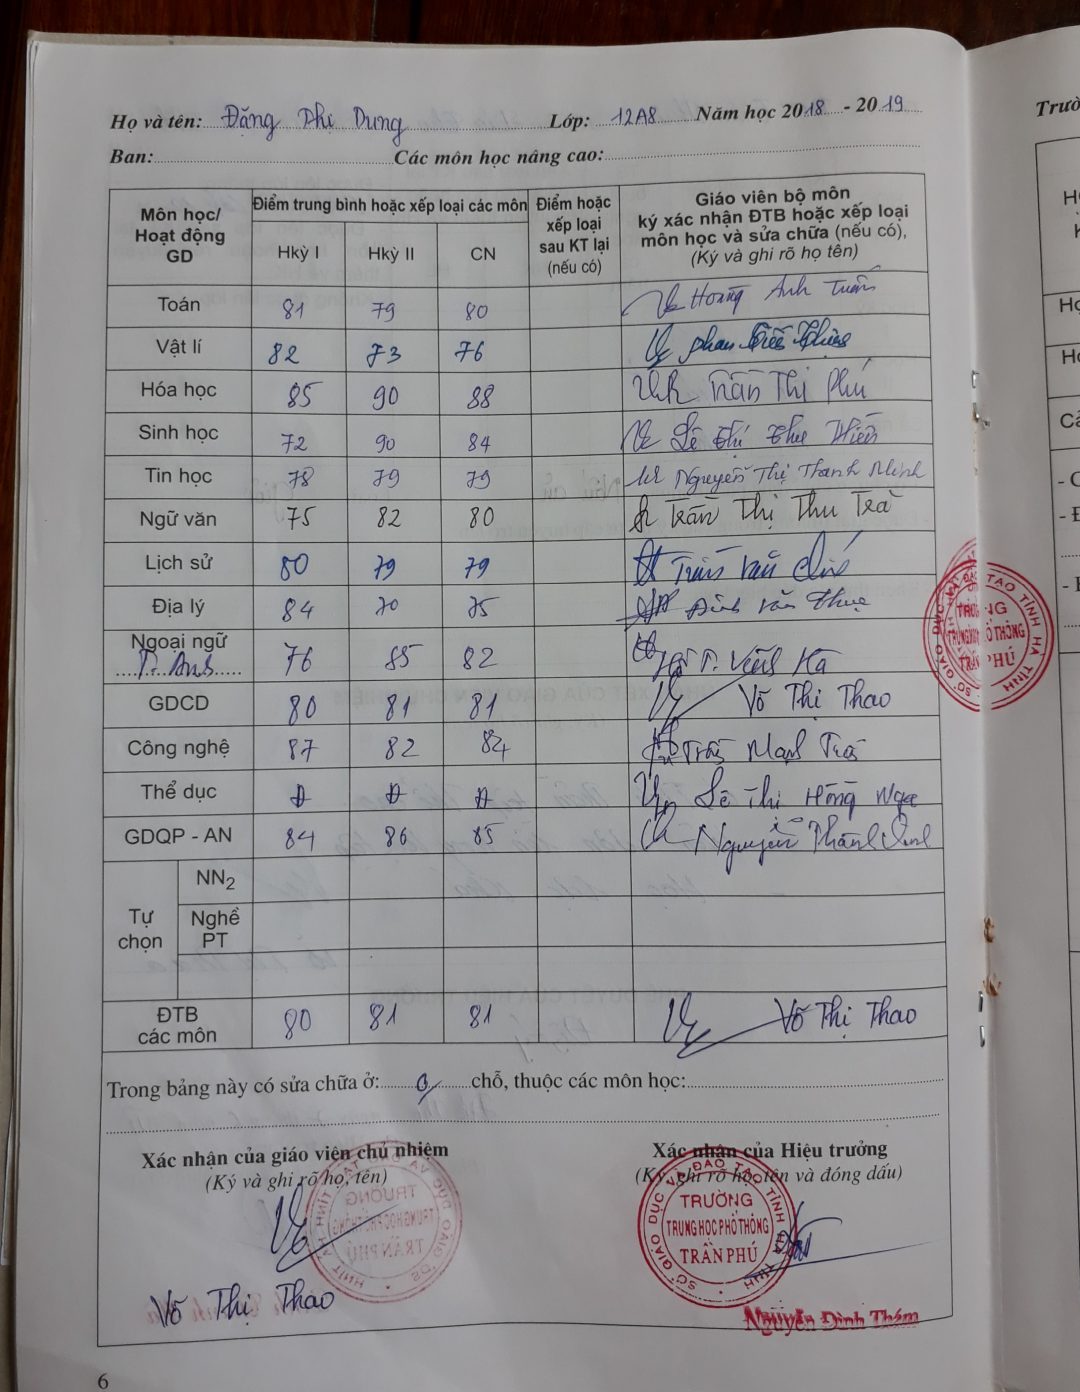 Họ và tên: Đặng Thị Dung Lớp: 12A8 Năm học 2018 - 2019
Ban: Các môn học nâng cao:
Môn học/ Hoạt động GD Điểm trung bình hoặc xếp loại các môn Điểm hoặc xếp loại sau KT lại (nếu có) Giáo viên bộ môn ký xác nhận ĐTB hoặc xếp loại môn học và sửa chữa (nếu có), (Ký và ghi rõ họ tên)
Hkỳ I Hkỳ II CN
Toán 81 79 80 Hoàng Anh Tuấn
Vật lí 82 73 76 Phan
Hóa học 85 90 88 Trần Thị Phú
Sinh học 72 90 84 Lê Thị Thu Hiền
Tin học 78 79 79 Nguyễn Thị Thanh Minh
Ngữ văn 75 82 80 Trần Thị Thu Trà
Lịch sử 80 79 79 Trần Văn
Địa lý 84 70 75 Đinh Văn
Ngoại ngữ
T. Anh 76 85 82 Hà
GDCD 80 81 81 Võ Thị Thao
Công nghệ 87 82 84 Mạnh
Thể dục Đ Đ Đ Lê Thị Hồng Nga
GDQP - AN 84 86 85 Nguyễn Thành
Tự chọn
NN2
Nghề PT
ĐTB các môn 80 81 81 Võ Thị Thao
Trong bảng này có sửa chữa ở: 0 chỗ, thuộc các môn học:
Xác nhận của giáo viên chủ nhiệm
(Ký và ghi rõ họ, tên)
Võ Thị Thao
Xác nhận của Hiệu trưởng
(Ký, ghi rõ họ, tên và đóng dấu)
SỞ GIÁO DỤC VÀ ĐÀO TẠO TỈNH HÀ TĨNH
TRƯỜNG
TRUNG HỌC PHỔ THÔNG
TRẦN PHÚ
Nguyễn Đình Thám
6
SỞ GIÁO DỤC VÀ ĐÀO TẠO TỈNH HÀ TĨNH
TRƯỜNG
TRUNG HỌC PHỔ THÔNG
TRẦN PHÚ